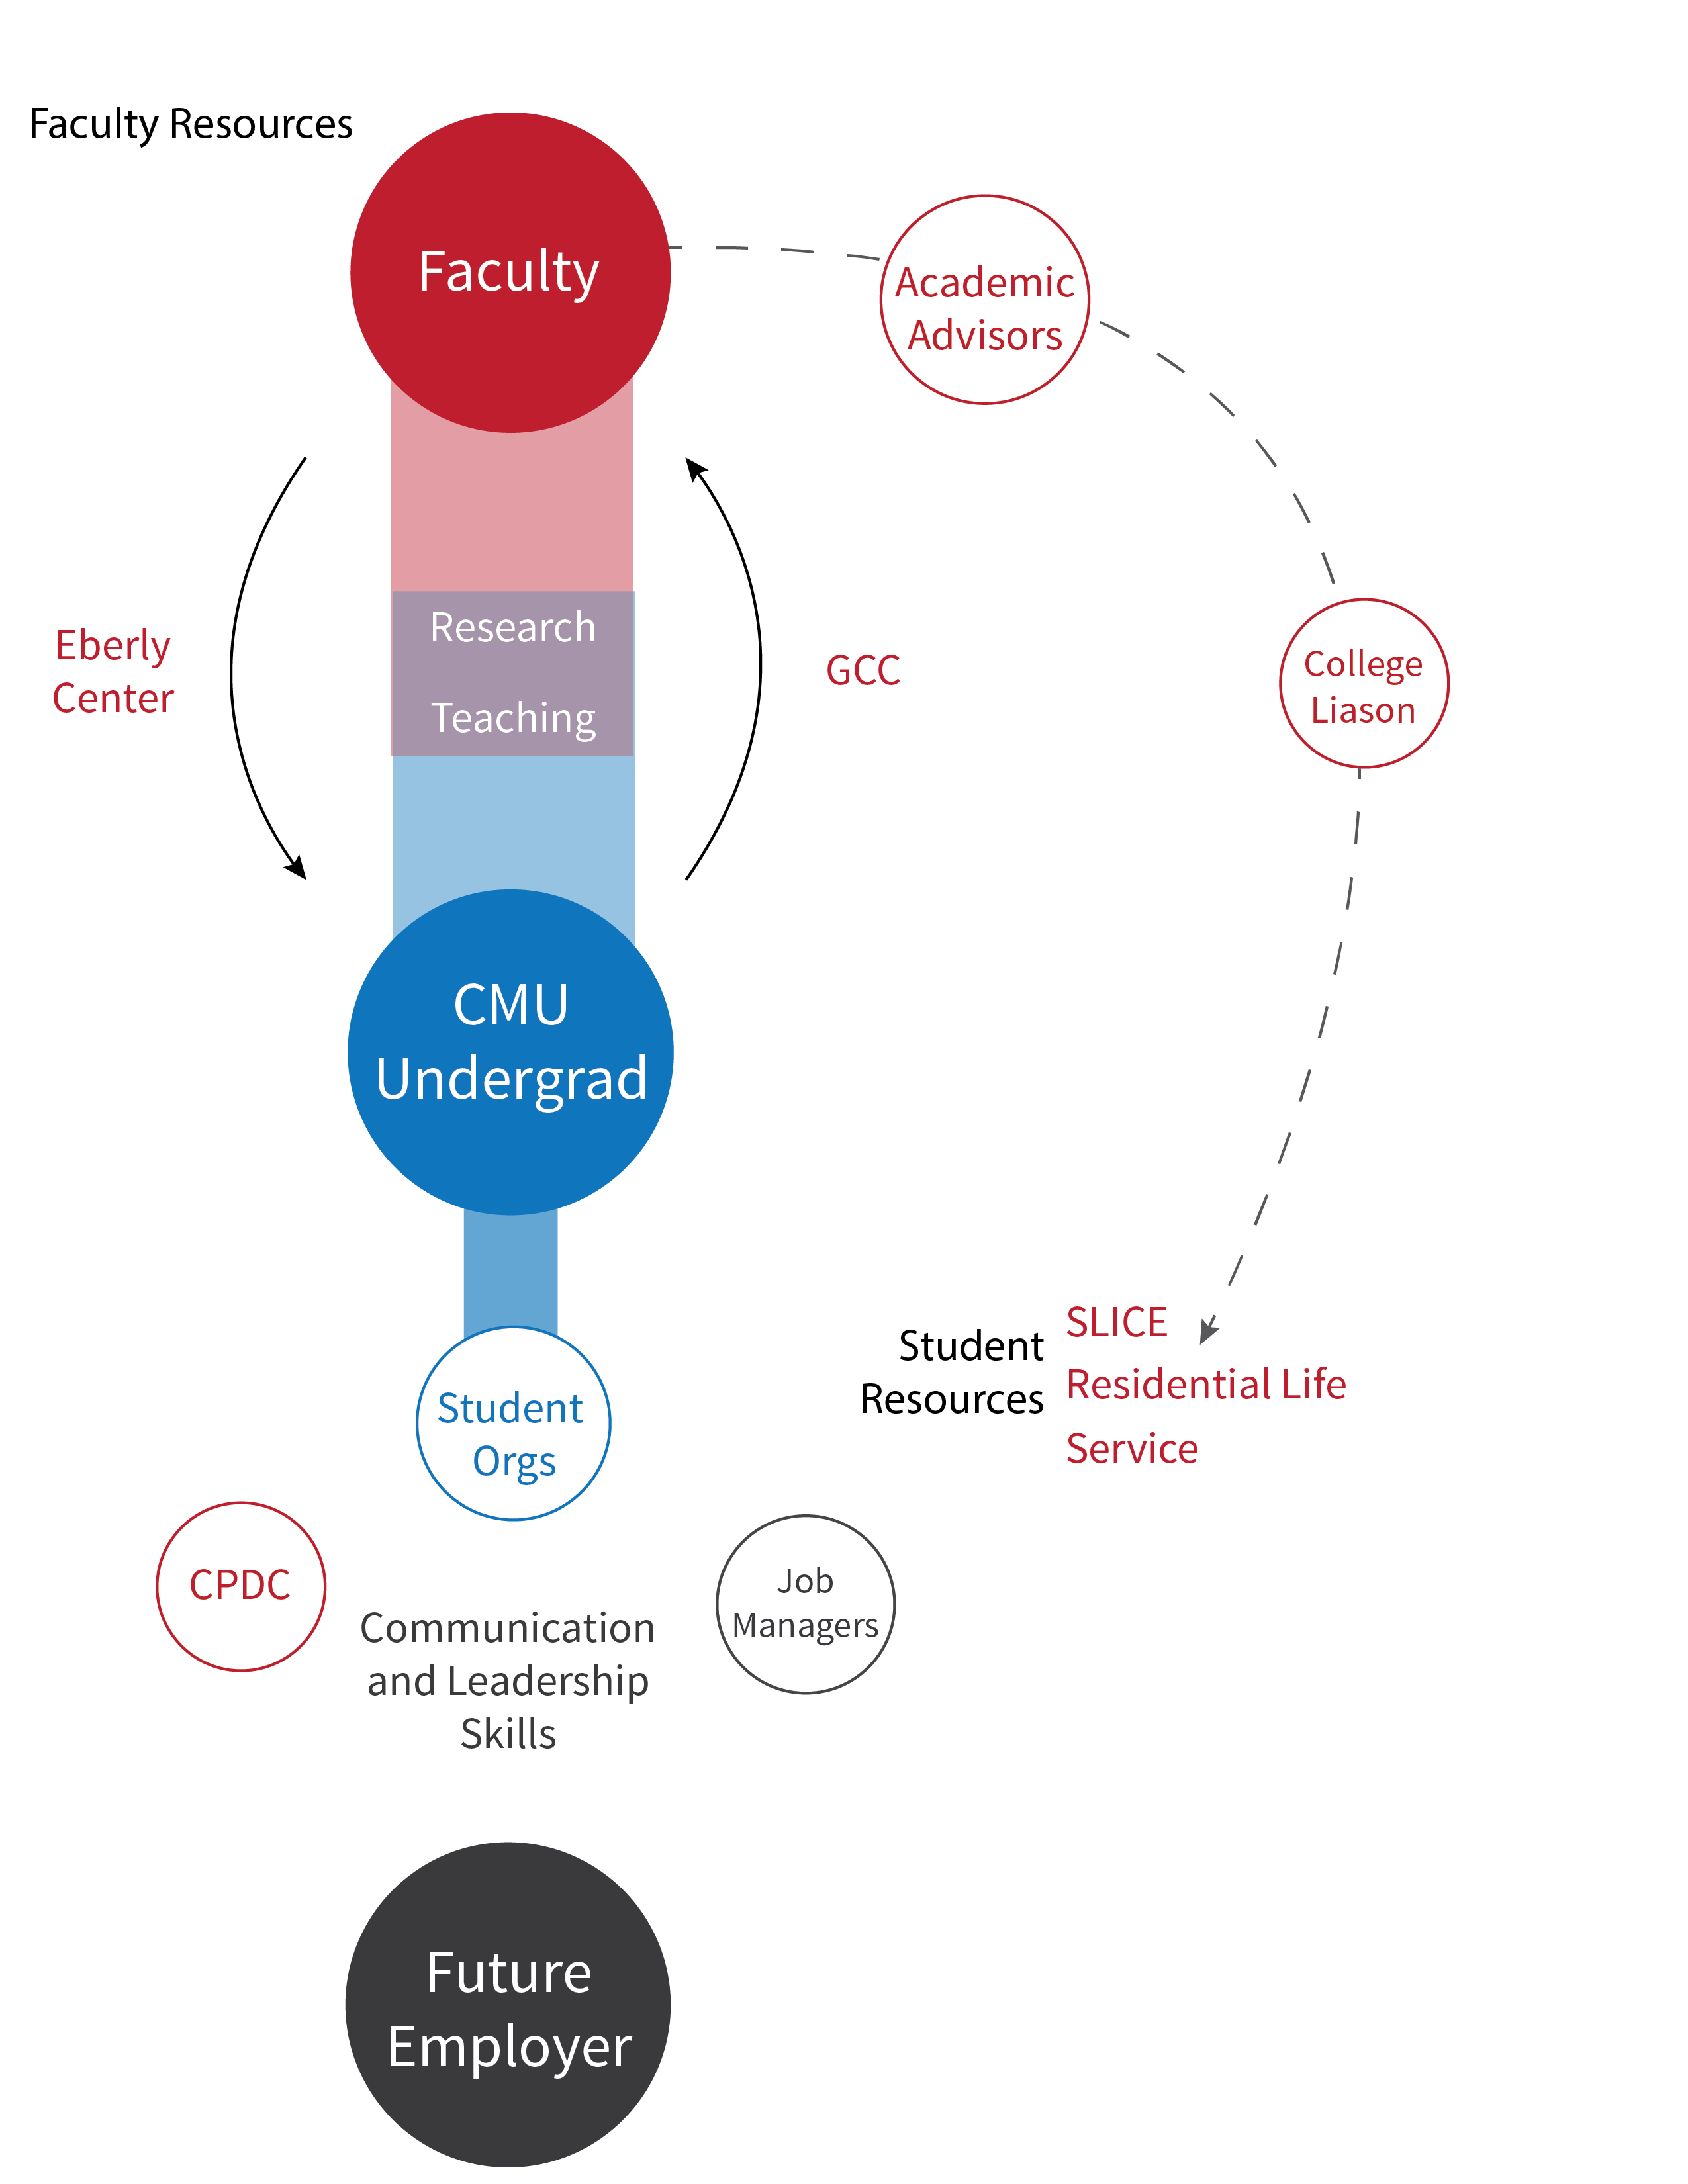 Faculty Resources
Faculty
Academic
Advisors
Research
Teaching
Eberly
Center
GCC
College
Liason
CMU
Undergrad
Student
Resources
SLICE
Residential Life
Service
Student
Orgs
CPDC
Job
Managers
Communication
and Leadership
Skills
Future
Employer